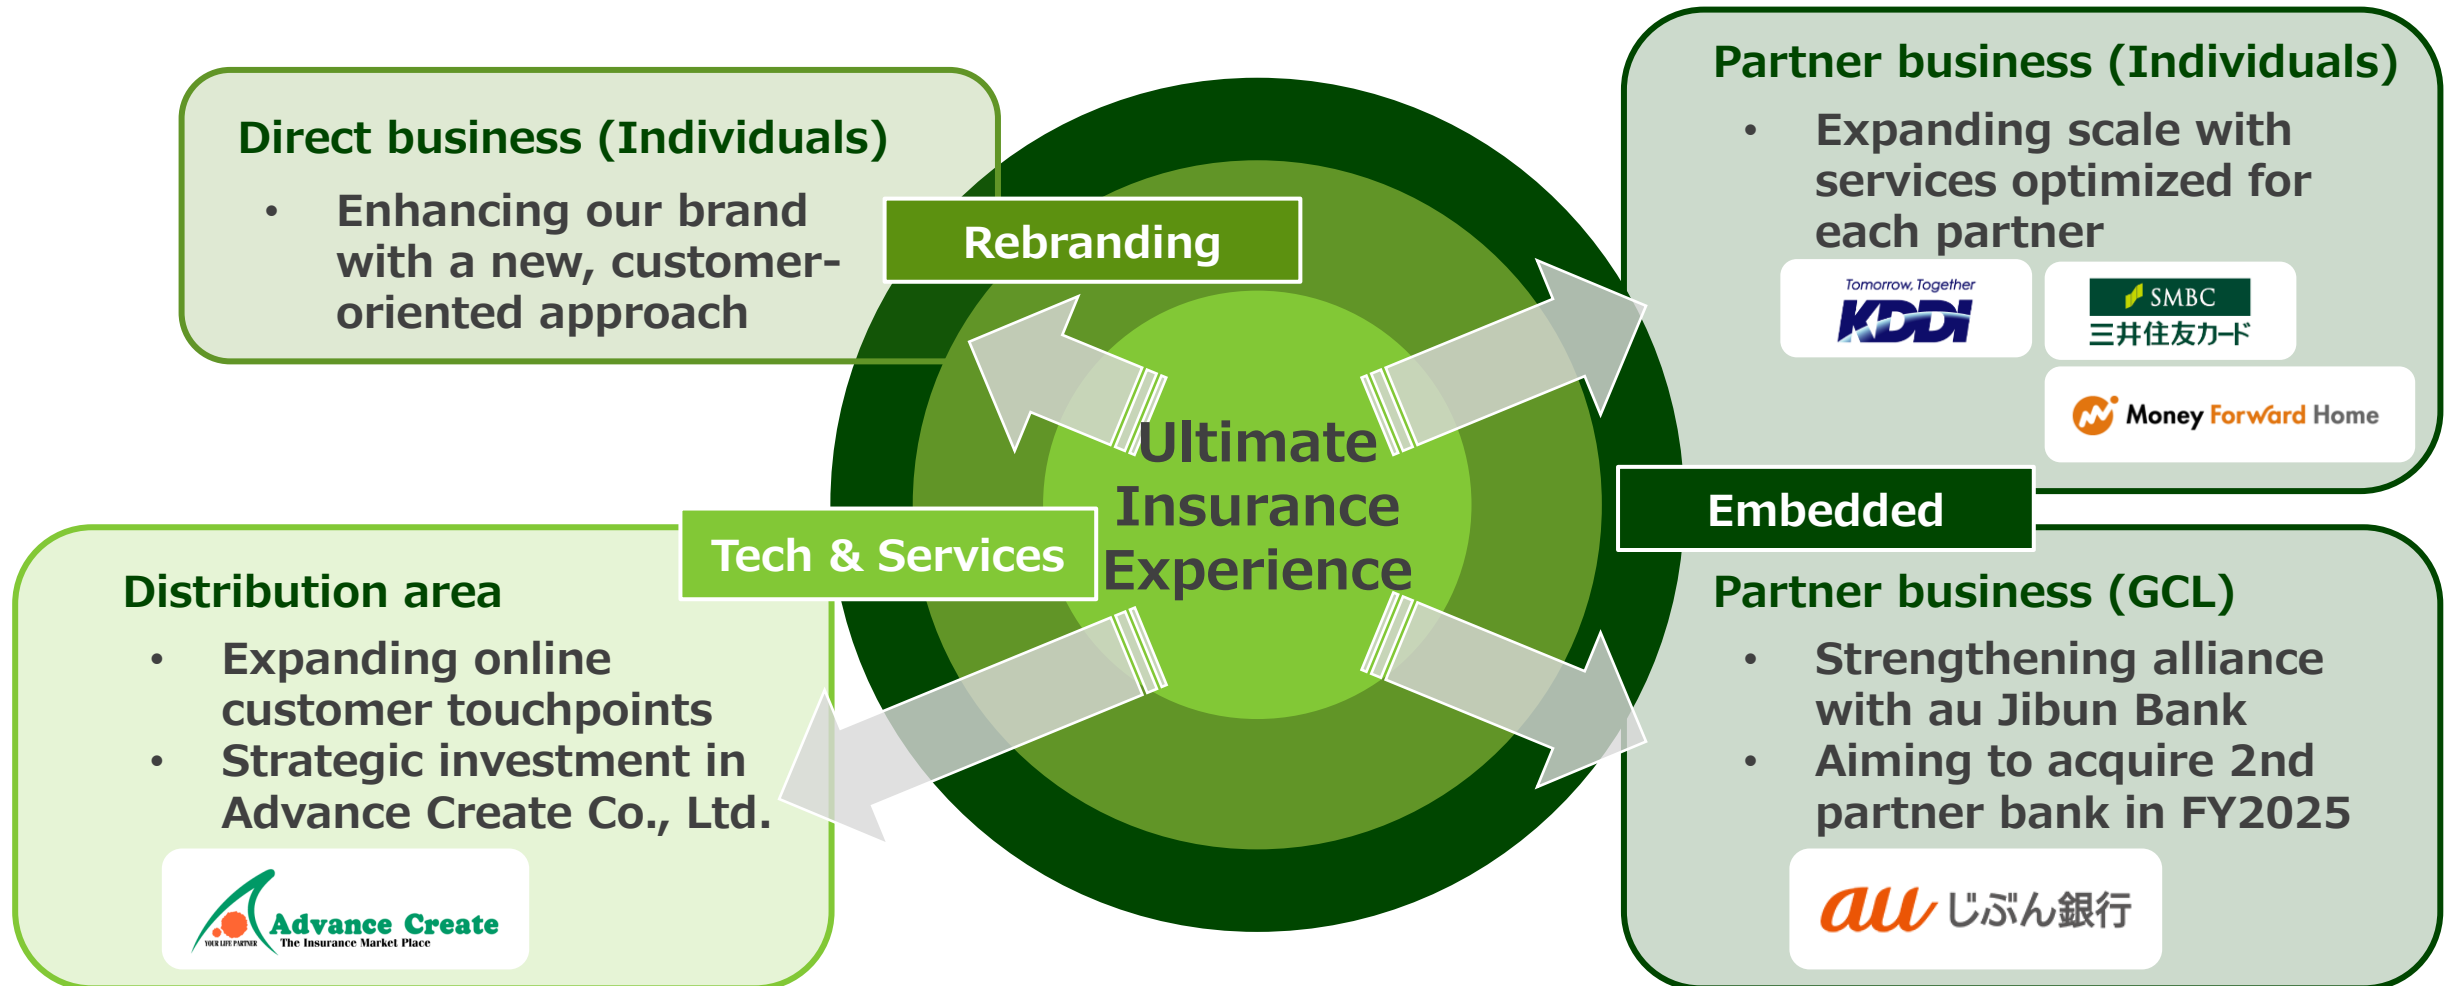 Direct business (Individuals)
• Enhancing our brand
with a new, customer-
oriented approach
Rebranding
Partner business (Individuals)
• Expanding scale with
services optimized for
each partner
Tomorrow, Together
KDDI
SMBC
三井住友カード
Money Forward Home
Ultimate
Insurance
Experience
Embedded
Tech & Services
Distribution area
• Expanding online
customer touchpoints
• Strategic investment in
Advance Create Co., Ltd.
YOUR LIFE PARTNER
Advance Create
The Insurance Market Place
Partner business (GCL)
• Strengthening alliance
with au Jibun Bank
• Aiming to acquire 2nd
partner bank in FY2025
au じぶん銀行